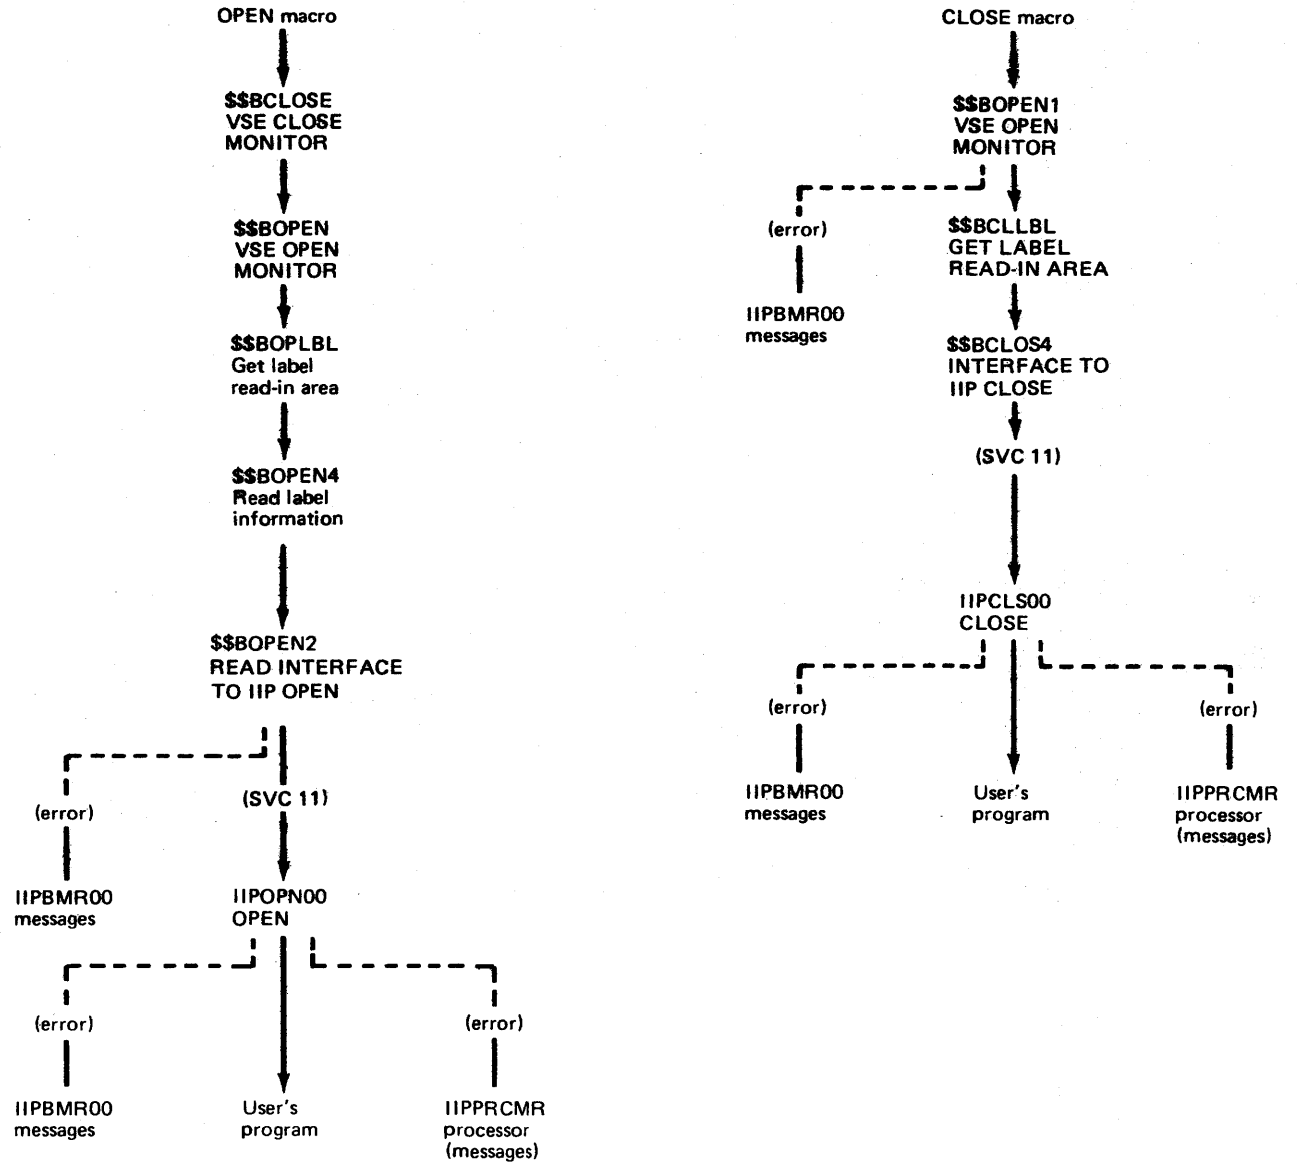 OPEN macro
$$BCLOSE
VSE CLOSE
MONITOR
$$BOPEN
VSE OPEN
MONITOR
$$BOPLBL
Get label
read-in area
$$BOPEN4
Read label
information
$$BOPEN2
READ INTERFACE
TO IIP OPEN
(SVC 11)
(error)
IIPBMR00
messages
IIPOPN00
OPEN
(error)
(error)
IIPBMR00
messages
User's
program
IIPPRCMR
processor
(messages)
CLOSE macro
$$BOPEN1
VSE OPEN
MONITOR
(error)
IIPBMR00
messages
$$BCLLBL
GET LABEL
READ-IN AREA
$$BCLOS4
INTERFACE TO
IIP CLOSE
(SVC 11)
IIPCLS00
CLOSE
(error)
(error)
IIPBMR00
messages
User's
program
IIPPRCMR
processor
(messages)